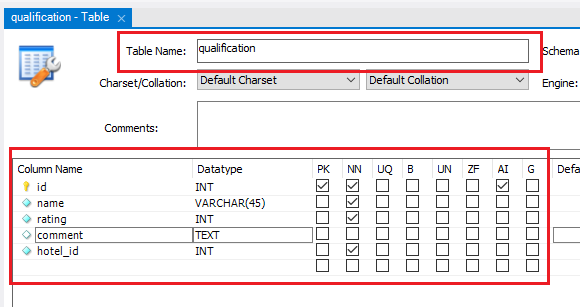 qualification - Table ×
Table Name: qualification Schema
Charset/Collation: Default Charset Default Collation Engine:
Comments:
Column Name Datatype PK NN UQ B UN ZF AI G Defa
id INT
name VARCHAR(45)
rating INT
comment TEXT
hotel_id INT